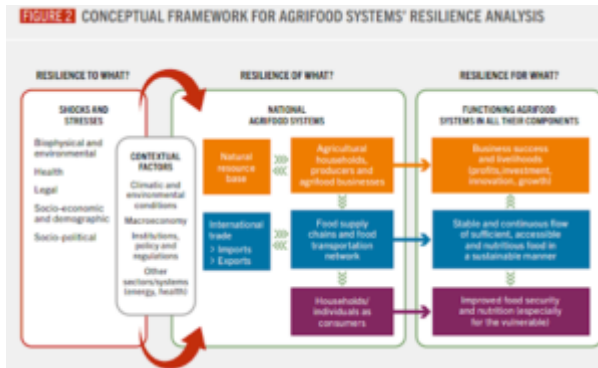 FIGURE 2 CONCEPTUAL FRAMEWORK FOR AGRIFOOD SYSTEMS' RESILIENCE ANALYSIS
RESILIENCE TO WHAT?
SHOCKS AND
STRESSES
Biophysical and
environmental
Health
Legal
Socio-economic
and demographic
Socio-political
CONTEXTUAL
FACTORS
Climatic and
environmental
conditions
Macroeconomy
Institutions,
policy and
regulations
Other
sectors/systems
(energy, health)
RESILIENCE OF WHAT?
NATIONAL
AGRIFOOD SYSTEMS
Natural
resource
base
Agricultural
households,
producers and
agrifood businesses
International
trade
> Imports
> Exports
Food supply
chains and food
transportation
network
Households/
individuals as
consumers
RESILIENCE FOR WHAT?
FUNCTIONING AGRIFOOD
SYSTEMS IN ALL THEIR COMPONENTS
Business success
and livelihoods
(profits, investment,
innovation, growth)
Stable and continuous flow
of sufficient, accessible
and nutritious food in
a sustainable manner
Improved food security
and nutrition (especially
for the vulnerable)